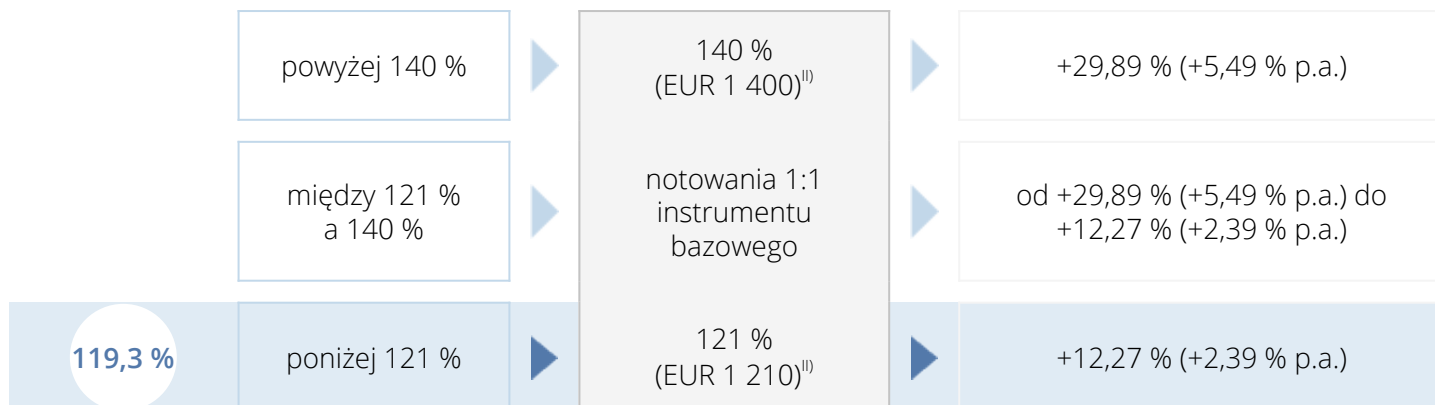 powyżej 140 %
140 %
(EUR 1 400)II)
+29,89 % (+5,49 % p.a.)
między 121 %
a 140 %
notowania 1:1
instrumentu
bazowego
od +29,89 % (+5,49 % p.a.) do
+12,27 % (+2,39 % p.a.)
119,3 %
poniżej 121 %
121 %
(EUR 1 210)II)
+12,27 % (+2,39 % p.a.)